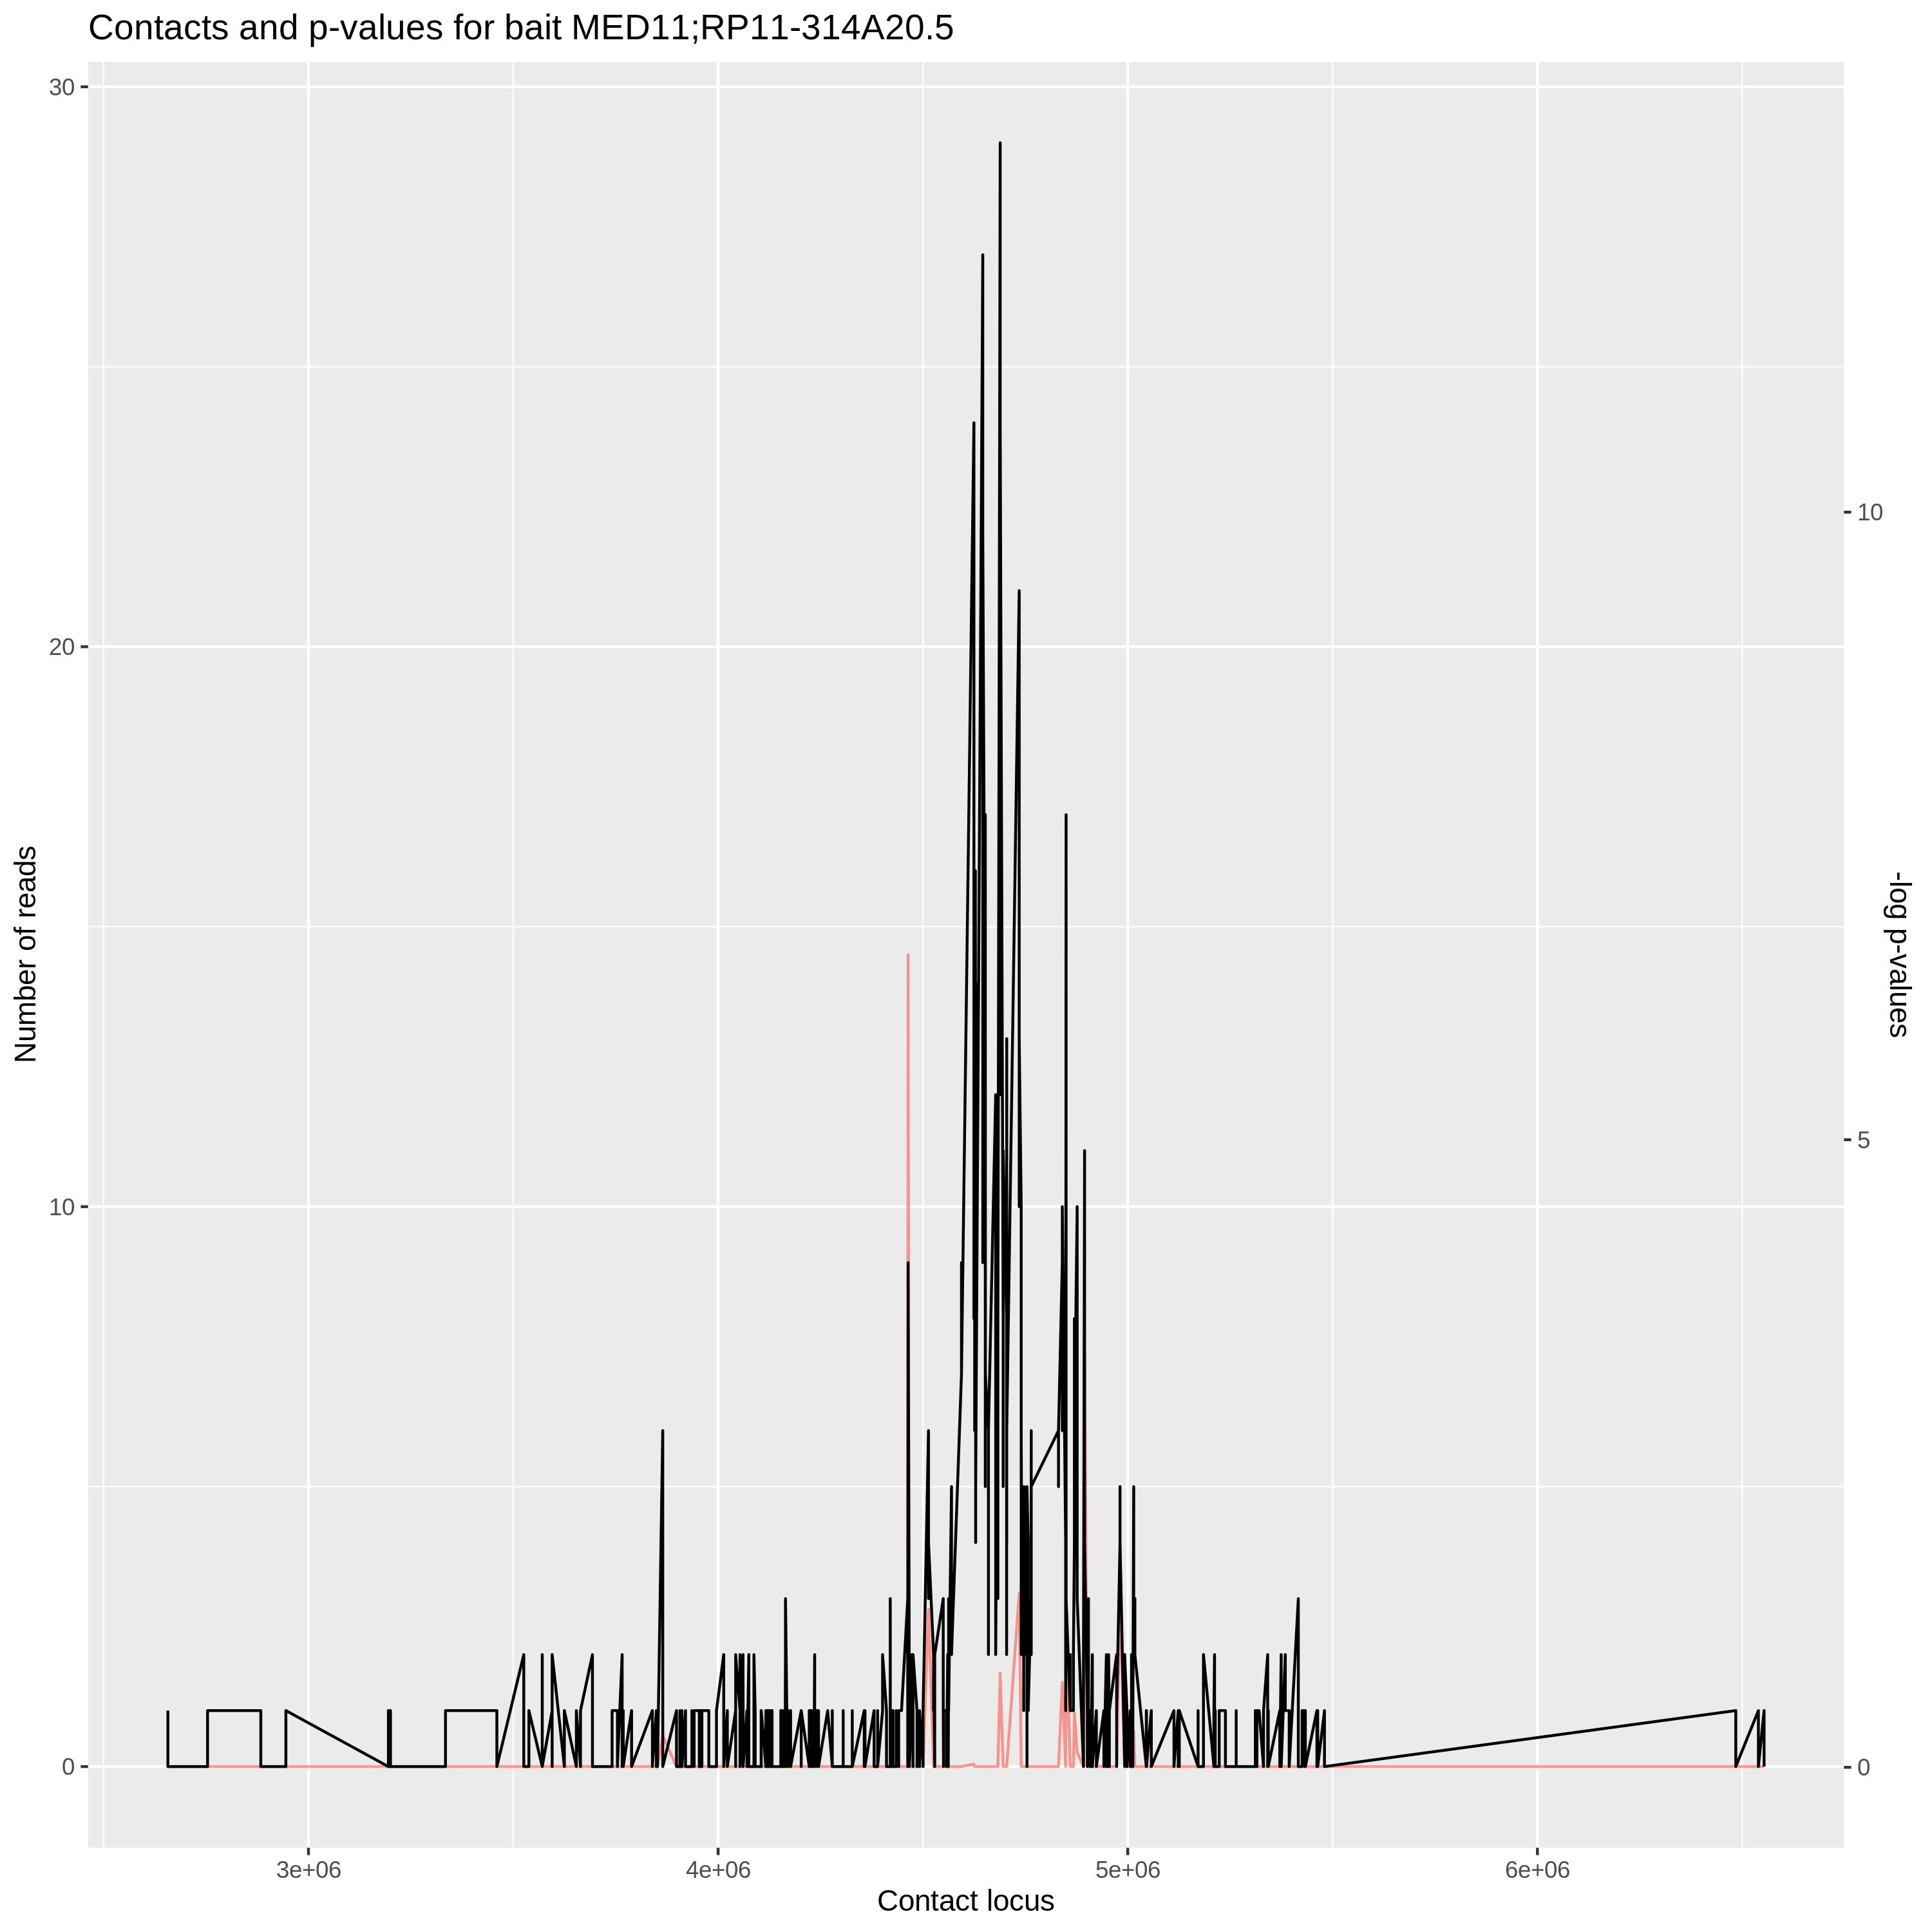 Contacts and p-values for bait MED11;RP11-314A20.5
30
20
10
0
Number of reads
10
5
0
-log p-values
3e+06
4e+06
5e+06
6e+06
Contact locus